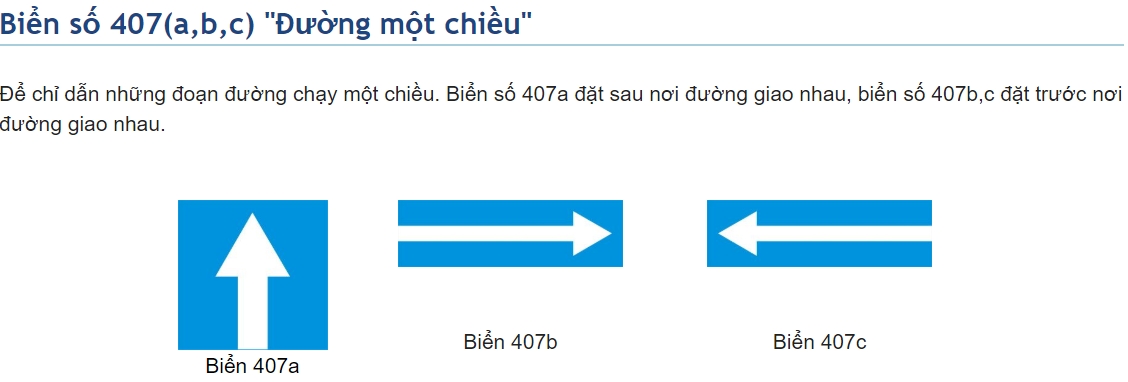 Biển số 407(a,b,c) "Đường một chiều"
Để chỉ dẫn những đoạn đường chạy một chiều. Biển số 407a đặt sau nơi đường giao nhau, biển số 407b,c đặt trước nơi
đường giao nhau.
Biển 407a
Biển 407b
Biển 407c